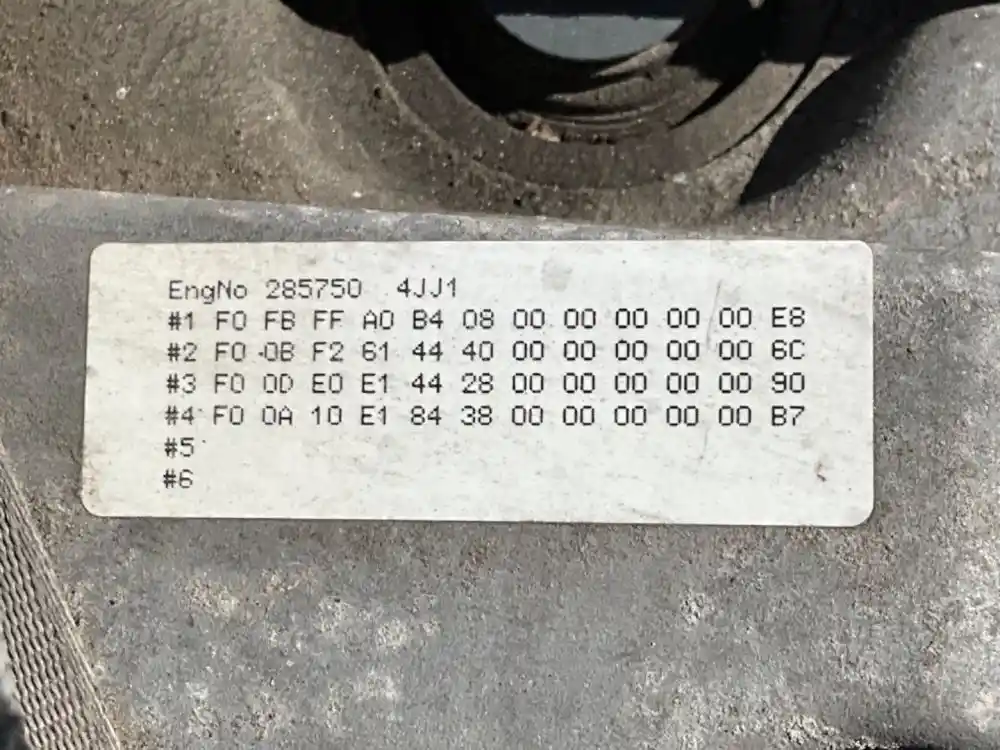 EngNo 285750 4JJ1
#1 F0 FB FF A0 B4 08 00 00 00 00 00 E8
#2 F0 0B F2 61 44 40 00 00 00 00 00 6C
#3 F0 0D E0 E1 44 28 00 00 00 00 00 90
#4 F0 0A 10 E1 84 38 00 00 00 00 00 B7
#5
#6